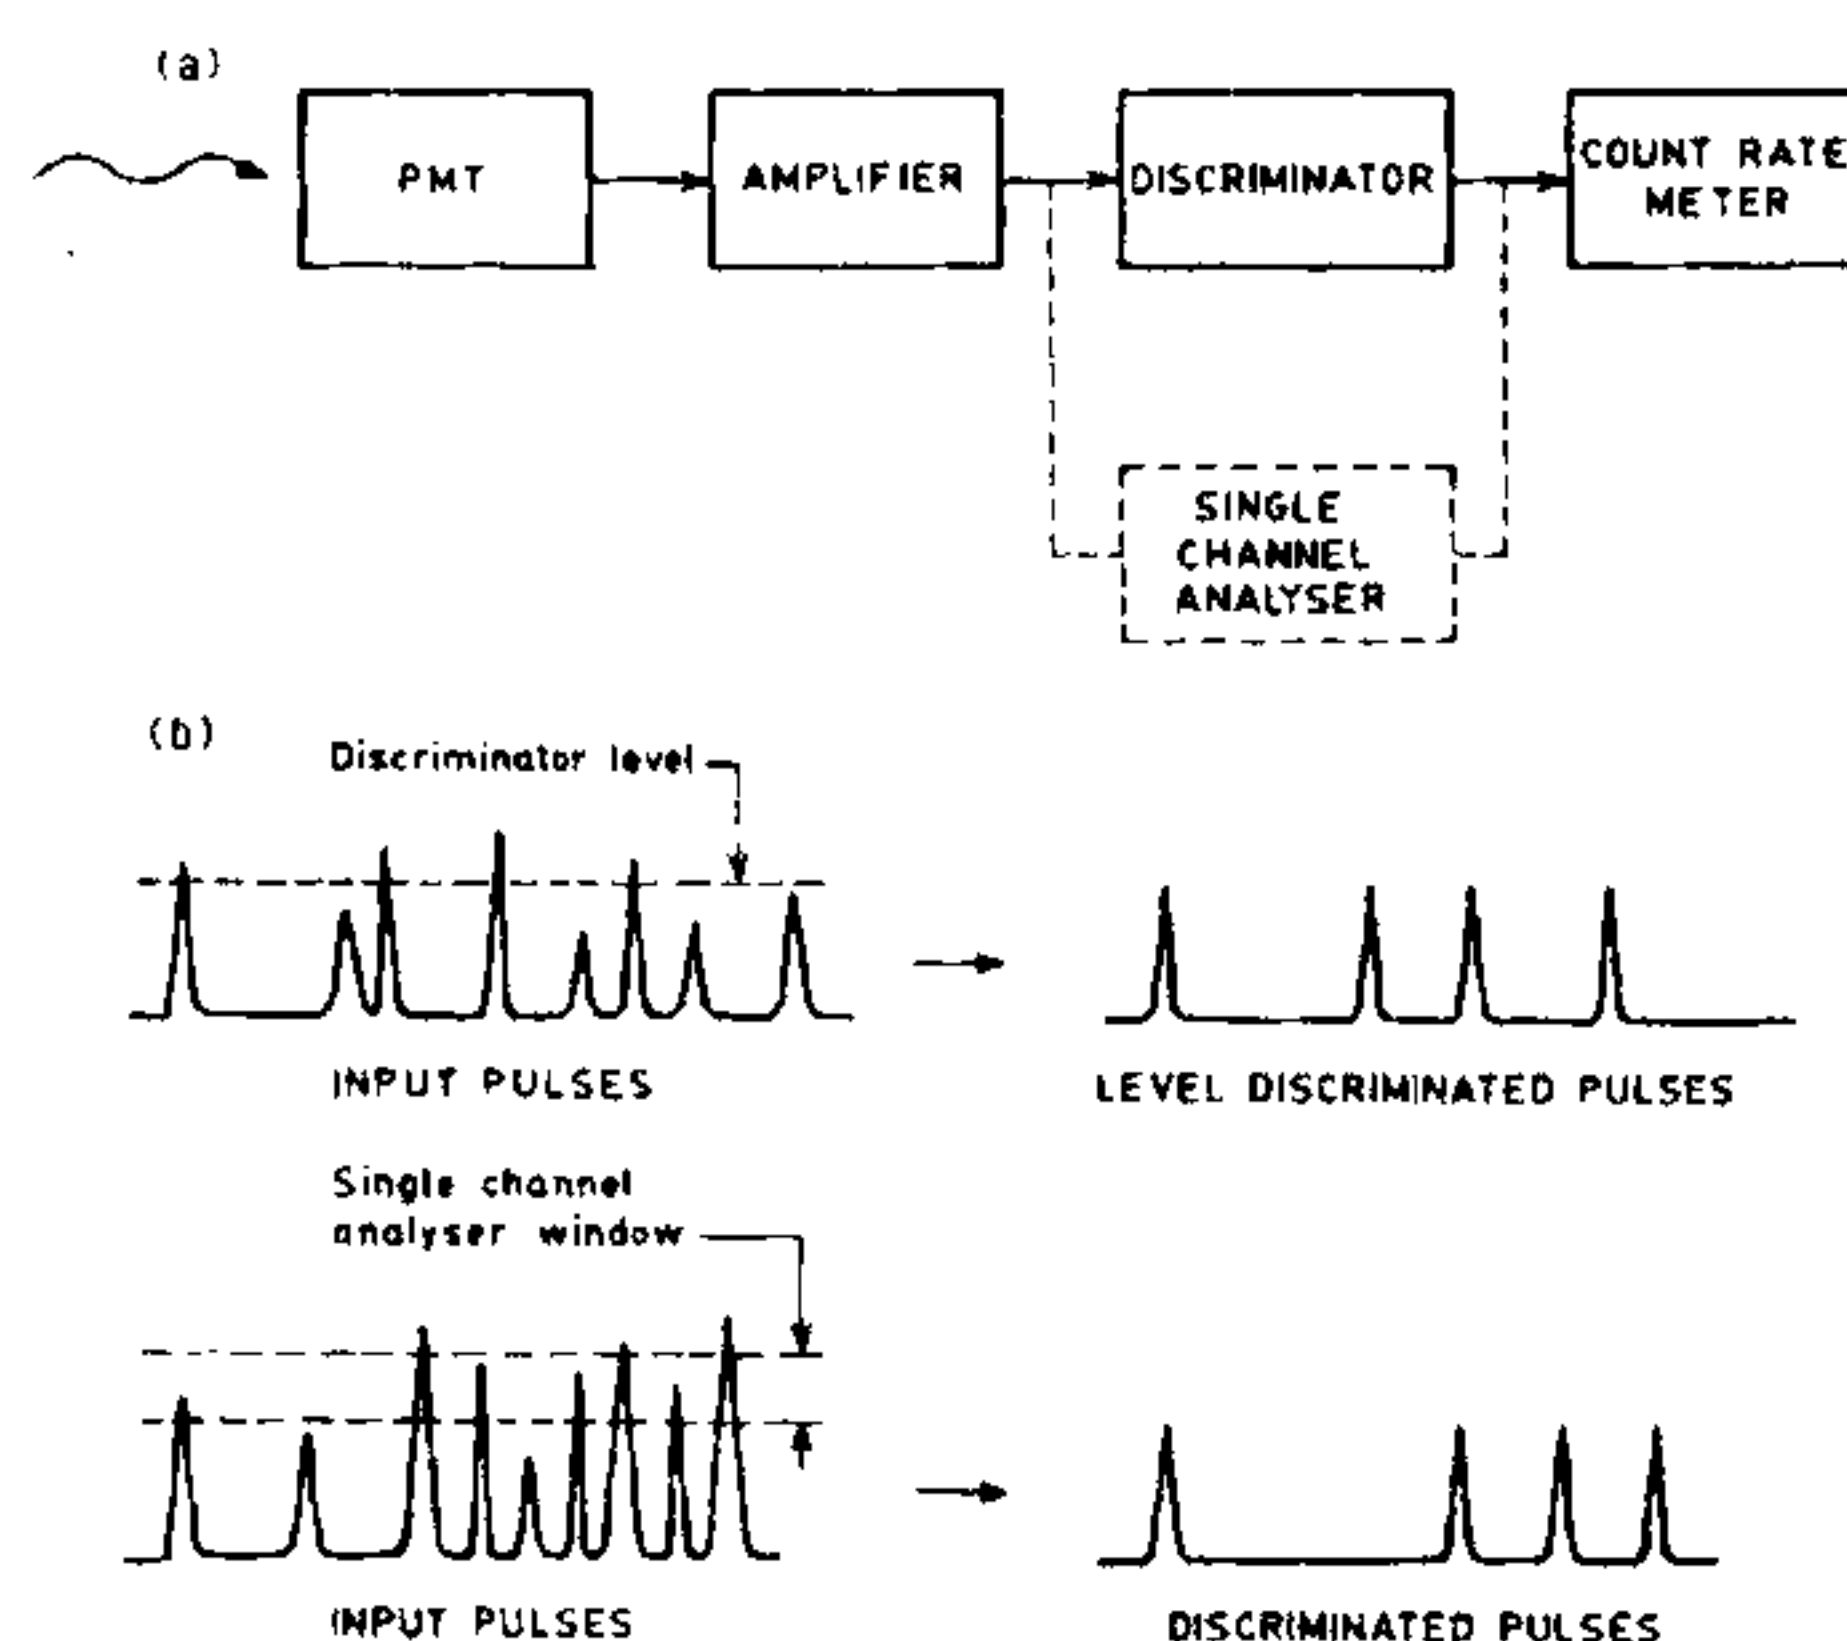 (a)
PMT
AMPLIFIER
DISCRIMINATOR
COUNT RATE
METER
SINGLE
CHANNEL
ANALYSER
(b)
Discriminator level
INPUT PULSES
LEVEL DISCRIMINATED PULSES
Single channel
analyser window
INPUT PULSES
DISCRIMINATED PULSES